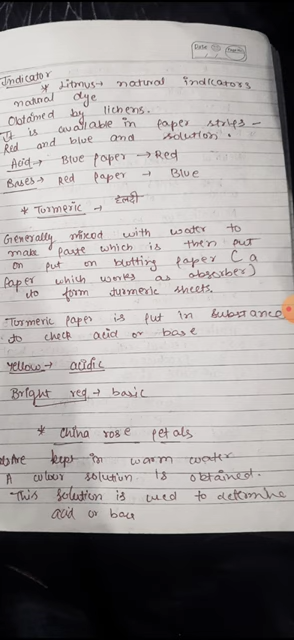 Date
Indicator
* Litmus → natural indicators
natural dye
Obtained by lichens.
It is available in paper strips -
Red and blue and solution.
Acid → Blue paper → Red
Bases → Red paper → Blue
* Turmeric →
Generally mixed with water to
make paste which is then put
on put on blotting paper (a
paper which works as absorber)
to form turmeric sheets.
Turmeric paper is put in substance
to check acid or base
Yellow → acidic
Bright req → basic
* China rose petals
Are keps in warm water
A colour solution is obtained.
This solution is used to determine
acid or base